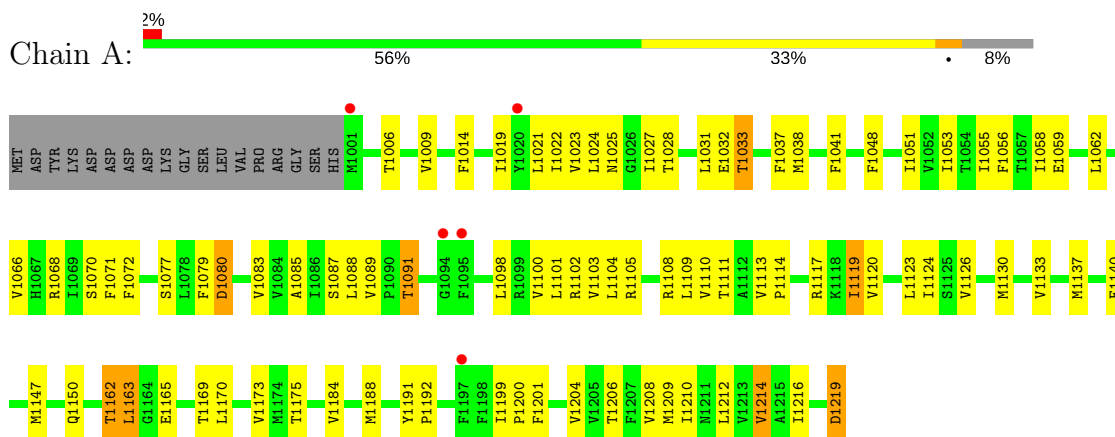 2%
Chain A:
56% 33% • 8%
MET ASP TYR LYS ASP ASP ASP ASP LYS GLY SER LEU VAL PRO ARG GLY SER HIS M1001 T1006 V1009 F1014 I1019 Y1020 L1021 I1022 V1023 L1024 N1025 G1026 I1027 T1028 L1031 E1032 T1033 F1037 M1038 F1041 F1048 I1051 V1052 I1053 T1054 I1055 F1056 T1057 I1058 E1059 L1062
V1066 H1067 R1068 I1069 S1070 F1071 F1072 S1077 L1078 F1079 D1080 V1083 V1084 A1085 I1086 S1087 L1088 V1089 P1090 T1091 G1094 F1095 L1098 R1099 V1100 L1101 R1102 V1103 L1104 R1105 R1108 L1109 V1110 T1111 A1112 V1113 P1114 R1117 K1118 I1119 V1120 L1123 I1124 S1125 V1126 M1130 V1133 M1137
M1147 Q1150 T1162 L1163 G1164 E1165 T1169 L1170 V1173 M1174 T1175 V1184 M1188 Y1191 P1192 F1197 F1198 I1199 P1200 F1201 V1204 V1205 T1206 F1207 V1208 M1209 I1210 N1211 L1212 V1213 V1214 A1215 I1216 D1219